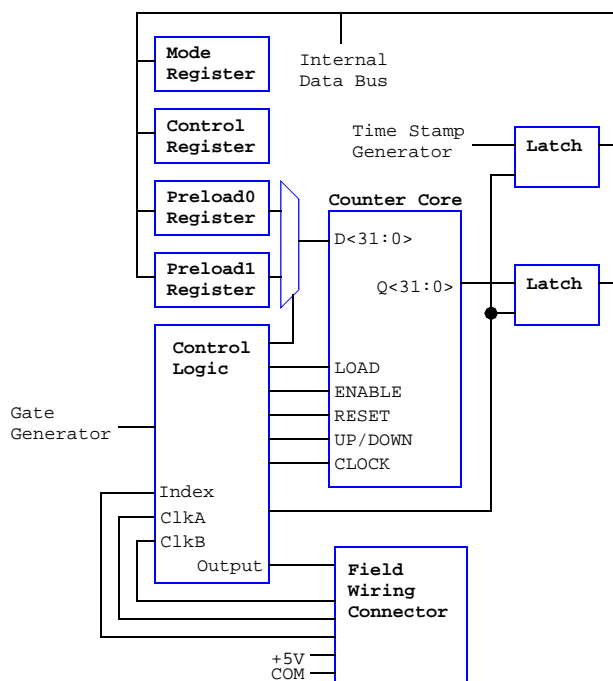 Mode
Register
Internal
Data Bus
Control
Register
Time Stamp
Generator
Latch
Preload0
Register
Counter Core
D<31:0>
Preload1
Register
Q<31:0>
Latch
Control
Logic
LOAD
ENABLE
RESET
UP/DOWN
CLOCK
Gate
Generator
Index
ClkA
ClkB
Output
Field
Wiring
Connector
+5V
COM